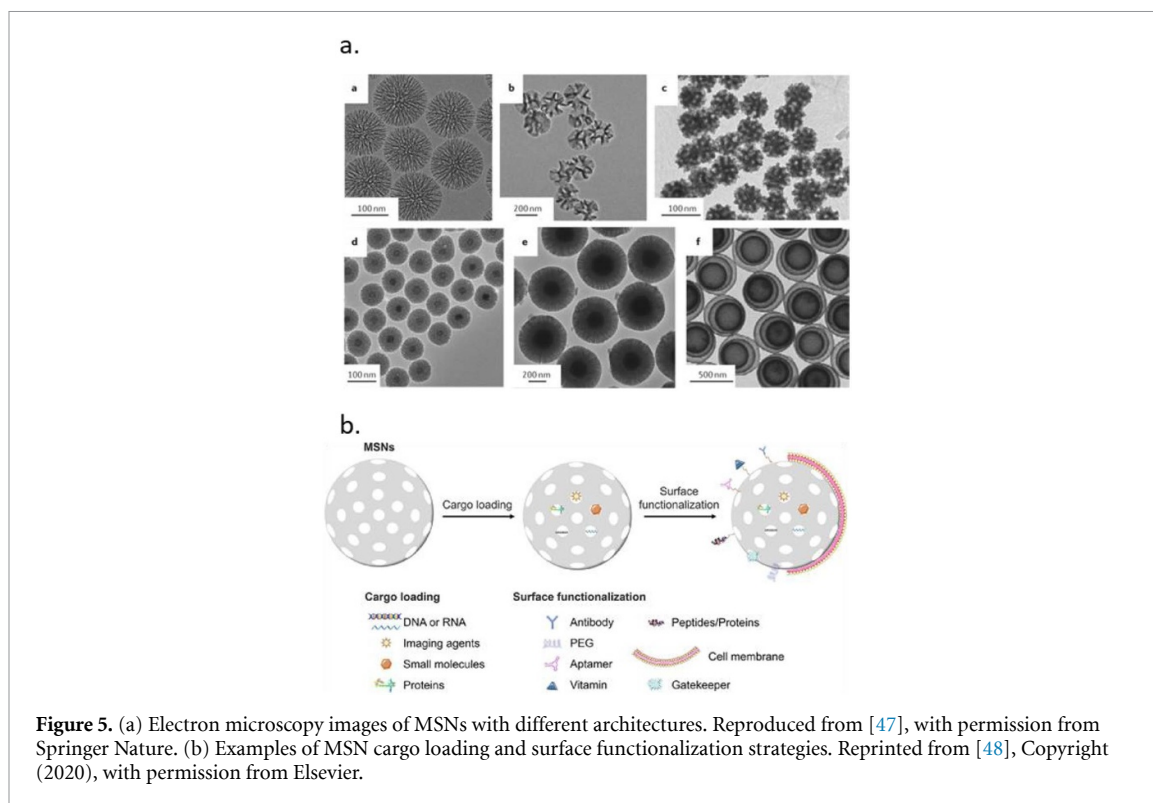 a.
a
b
c
100 nm
200 nm
100 nm
d
e
f
100 nm
200 nm
500 nm
b.
MSNs
Cargo loading
Surface
functionalization
Cargo loading
DNA or RNA
Imaging agents
Small molecules
Proteins
Surface functionalization
Antibody
PEG
Aptamer
Vitamin
Peptides/Proteins
Cell membrane
Gatekeeper
Figure 5. (a) Electron microscopy images of MSNs with different architectures. Reproduced from [47], with permission from
Springer Nature. (b) Examples of MSN cargo loading and surface functionalization strategies. Reprinted from [48], Copyright
(2020), with permission from Elsevier.